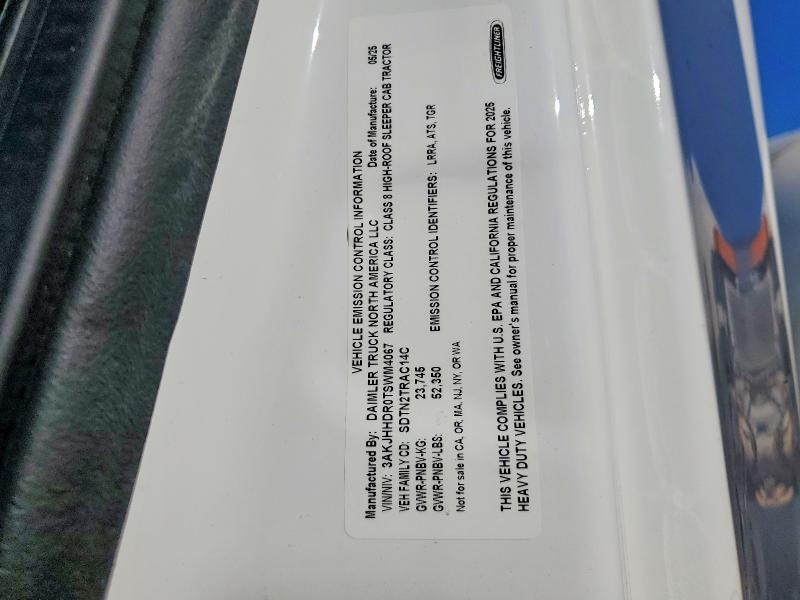 FREIGHTLINER
VEHICLE EMISSION CONTROL INFORMATION
Manufactured By: DAIMLER TRUCK NORTH AMERICA LLC Date of Manufacture: 05/25
VIN/NIV: 3AKJHHDR0TSWM4067 REGULATORY CLASS: CLASS 8 HIGH-ROOF SLEEPER CAB TRACTOR
VEH FAMILY CD: SDTN2TRAC14C
GVWR-PNBV-KG: 23,745
GVWR-PNBV-LBS: 52,350 EMISSION CONTROL IDENTIFIERS: LRRA, ATS, TGR
Not for sale in CA, OR, MA, NJ, NY, OR WA
THIS VEHICLE COMPLIES WITH U.S. EPA AND CALIFORNIA REGULATIONS FOR 2025
HEAVY DUTY VEHICLES. See owner's manual for proper maintenance of this vehicle.